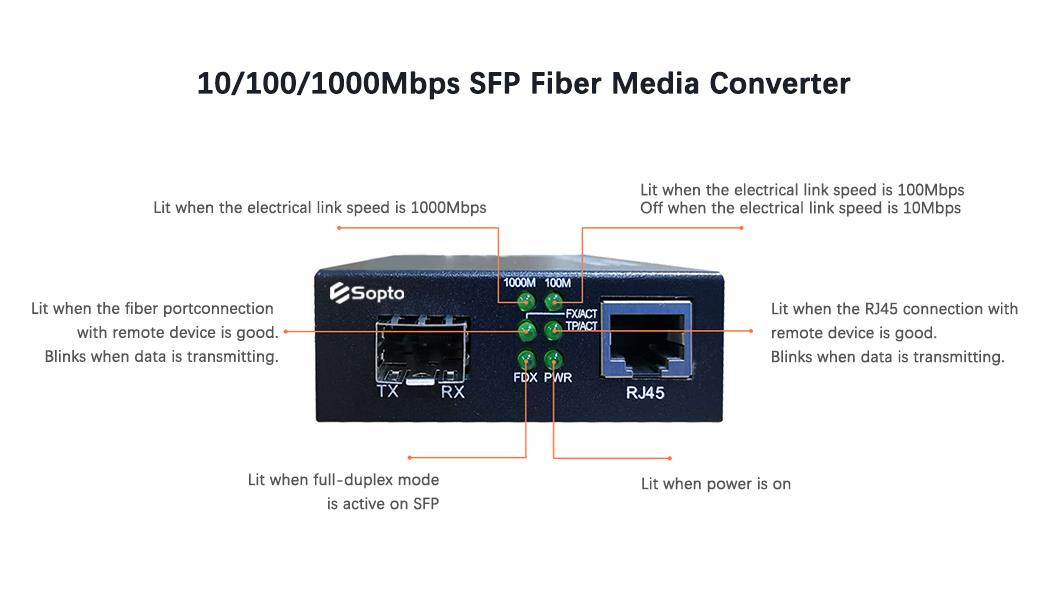 10/100/1000Mbps SFP Fiber Media Converter
Lit when the electrical link speed is 1000Mbps
Lit when the electrical link speed is 100Mbps
Off when the electrical link speed is 10Mbps
Lit when the fiber portconnection
with remote device is good.
Blinks when data is transmitting.
Sopto
1000M 100M
FX/ACT
TP/ACT
FDX PWR
TX RX
RJ45
Lit when the RJ45 connection with
remote device is good.
Blinks when data is transmitting.
Lit when full-duplex mode
is active on SFP
Lit when power is on